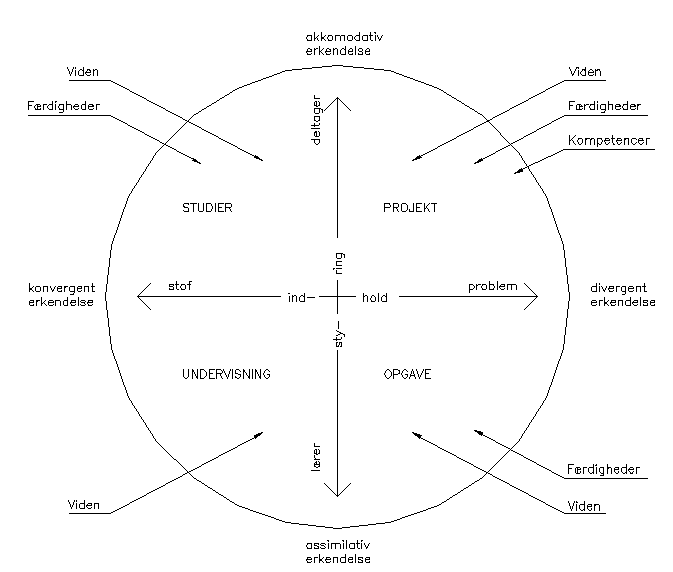 akkomodativ
erkendelse
Viden
Viden
Færdigheder
Færdigheder
deltager
Kompetencer
STUDIER
PROJEKT
ring
konvergent
erkendelse
stof
ind-
hold
problem
divergent
erkendelse
sty-
UNDERVISNING
OPGAVE
lærer
Færdigheder
Viden
Viden
assimilativ
erkendelse